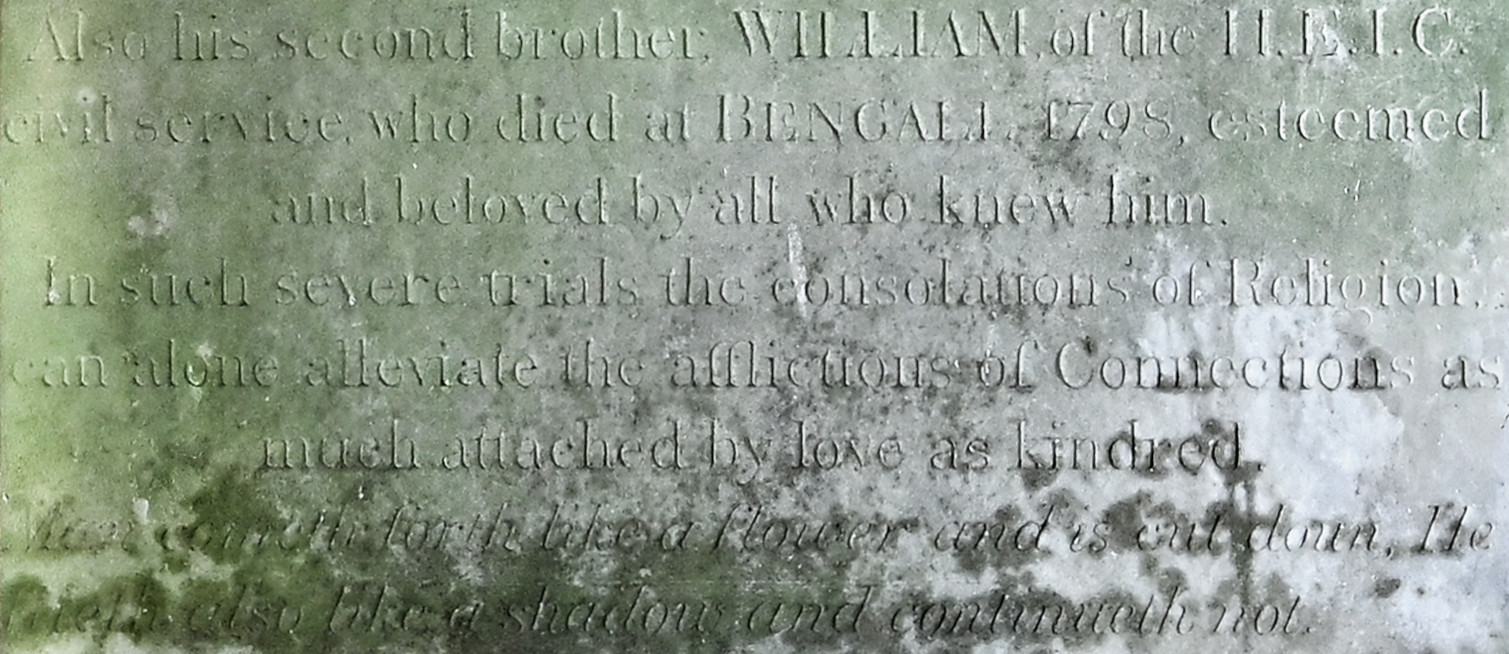 Also his second brother, WILLIAM, of the H.E.I.C.
civil service, who died at BENGALL, 1798, esteemed
and beloved by all who knew him.
In such severe trials the consolations of Religion,
can alone alleviate the afflictions of Connections as
much attached by love as kindred.
Man cometh forth like a flower and is cut down, He
flieth also like a shadow and continueth not.